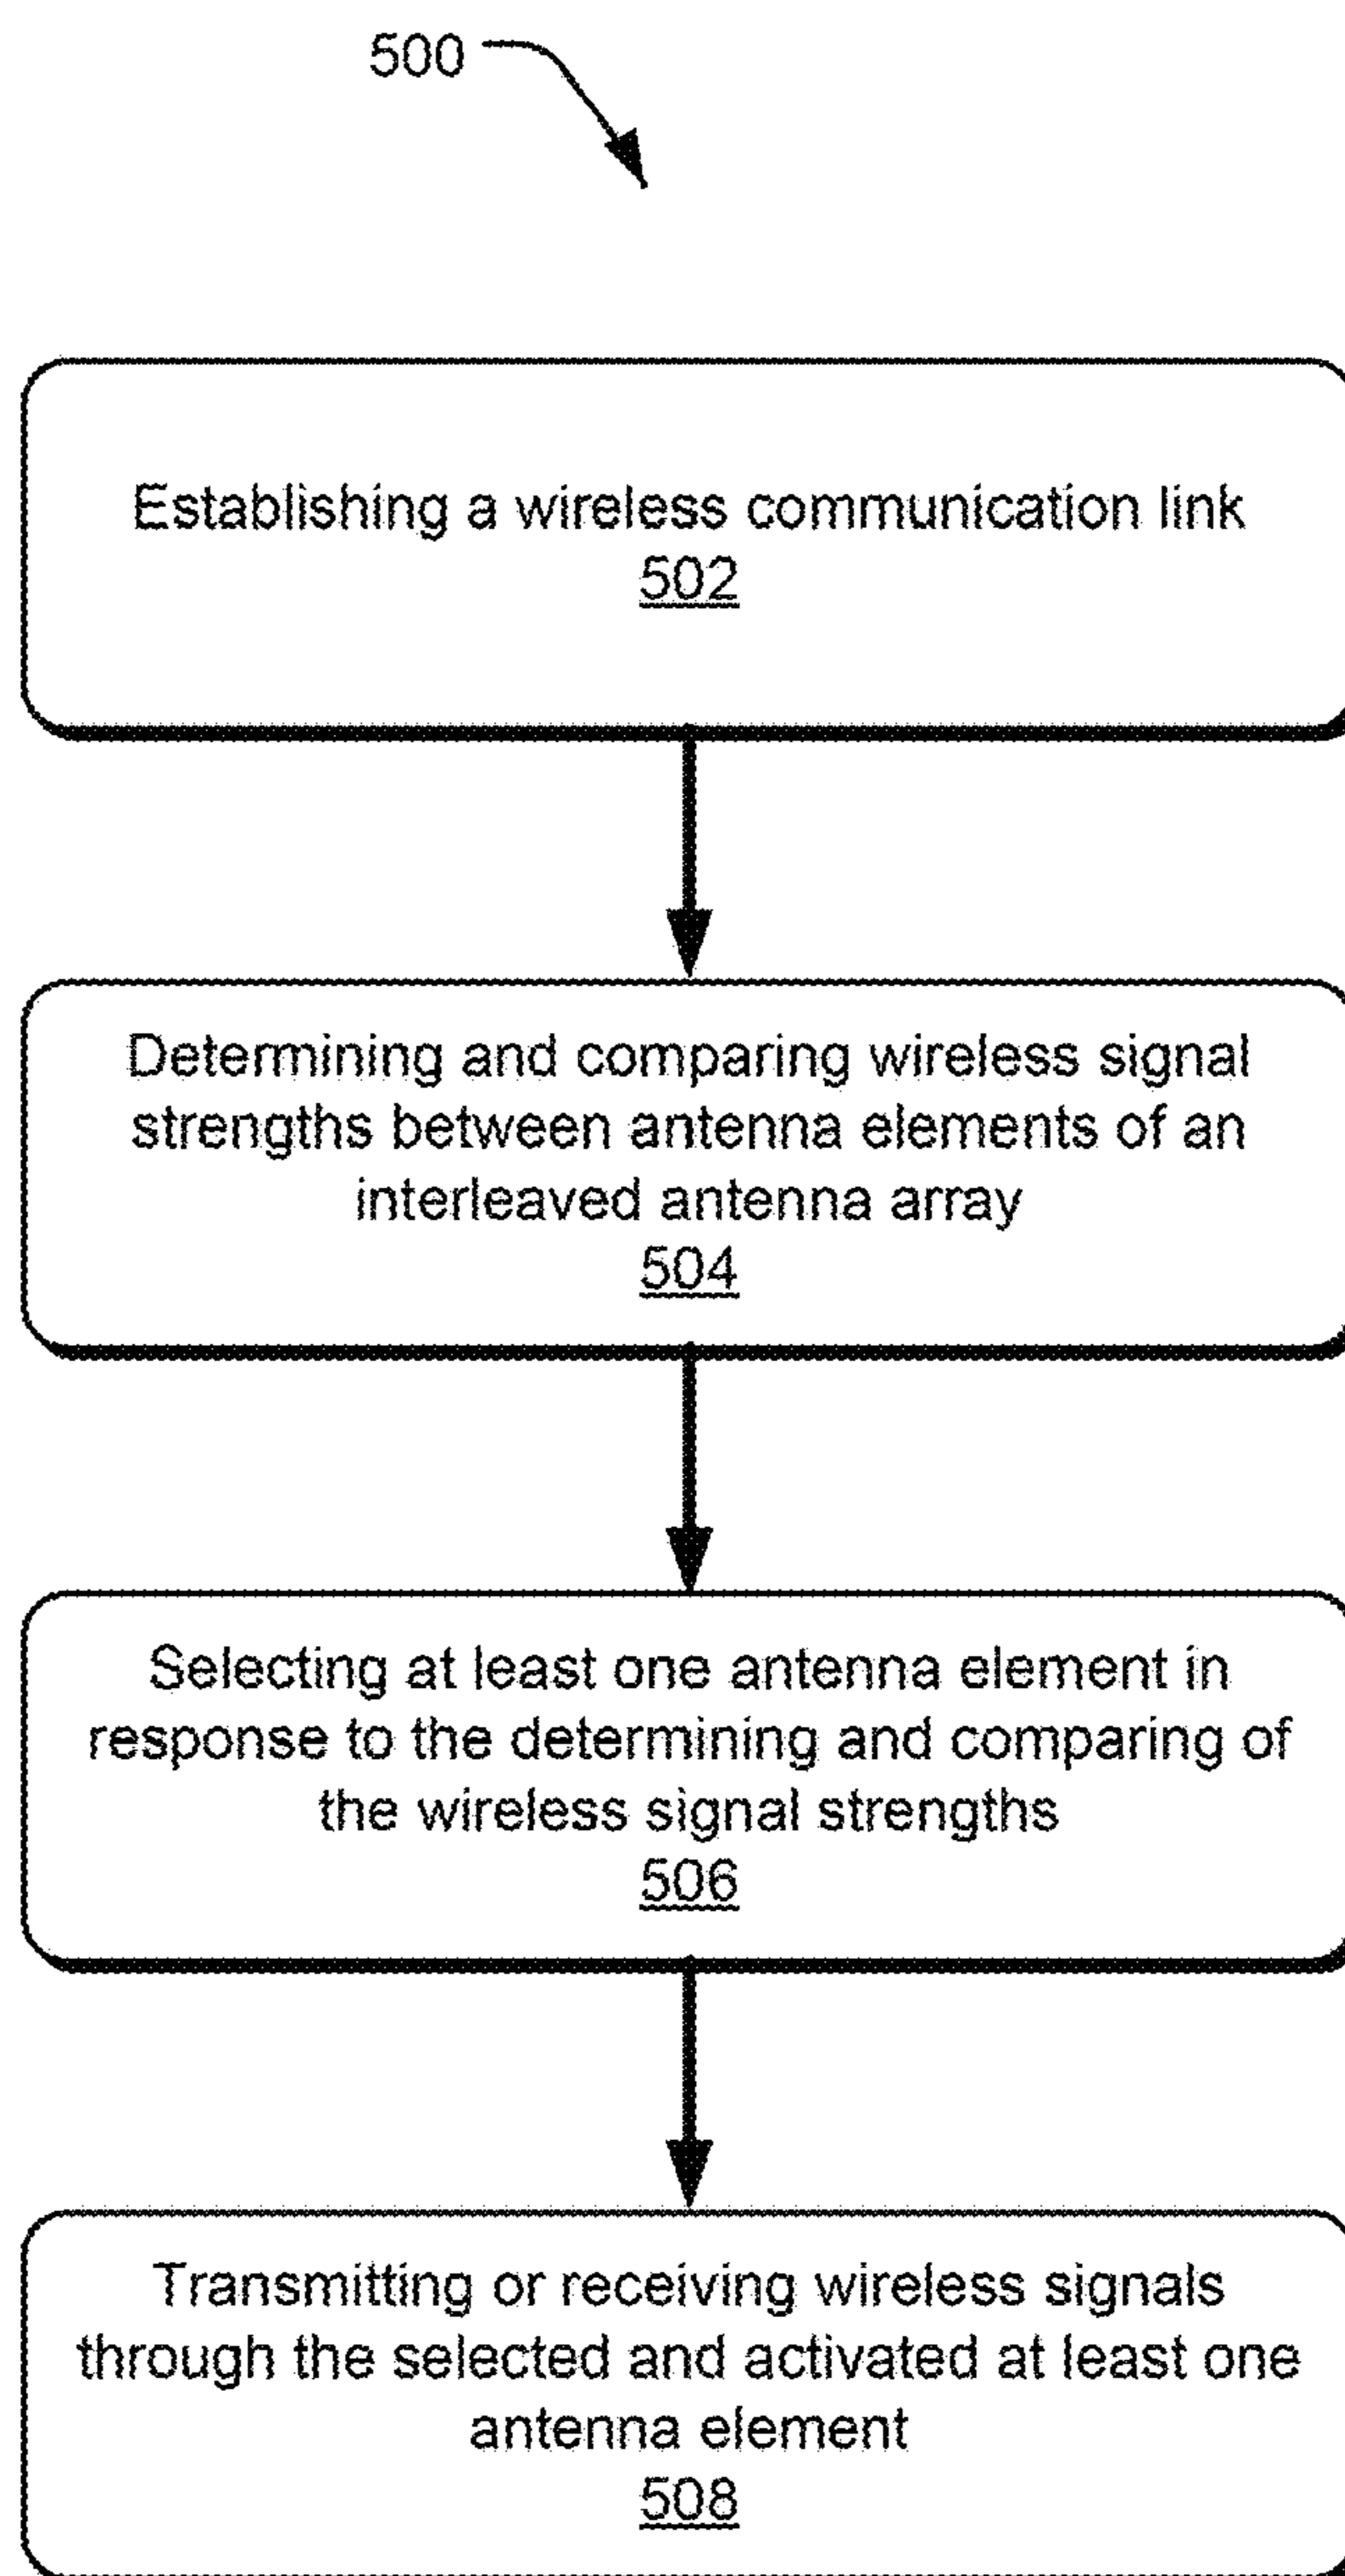 500
Establishing a wireless communication link
502
Determining and comparing wireless signal
strengths between antenna elements of an
interleaved antenna array
504
Selecting at least one antenna element in
response to the determining and comparing of
the wireless signal strengths
506
Transmitting or receiving wireless signals
through the selected and activated at least one
antenna element
508